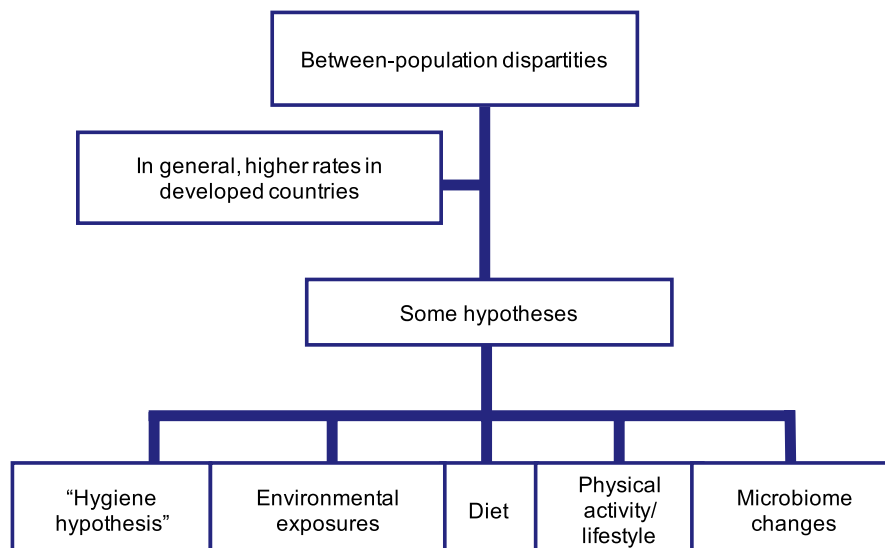 Between-population dispartities
In general, higher rates in
developed countries
Some hypotheses
“Hygiene
hypothesis”
Environmental
exposures
Diet
Physical
activity/
lifestyle
Microbiome
changes